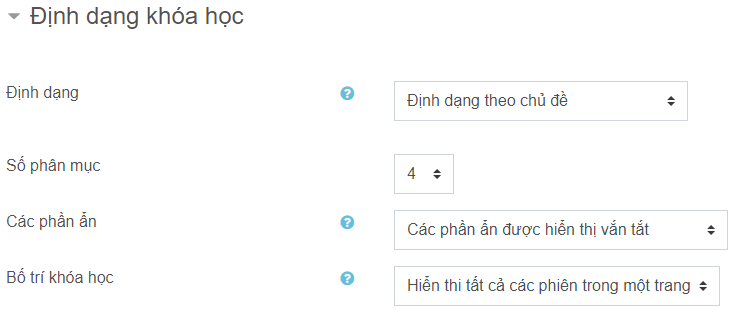 Định dạng khóa học
Định dạng
Định dạng theo chủ đề
Số phân mục
4
Các phần ẩn
Các phần ẩn được hiển thị vắn tắt
Bố trí khóa học
Hiển thi tất cả các phiên trong một trang